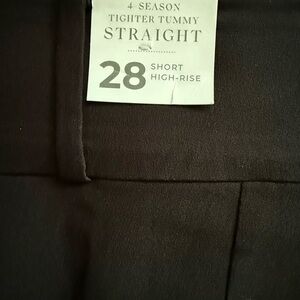 4-SEASON
TIGHTER TUMMY
STRAIGHT
28 SHORT
HIGH-RISE